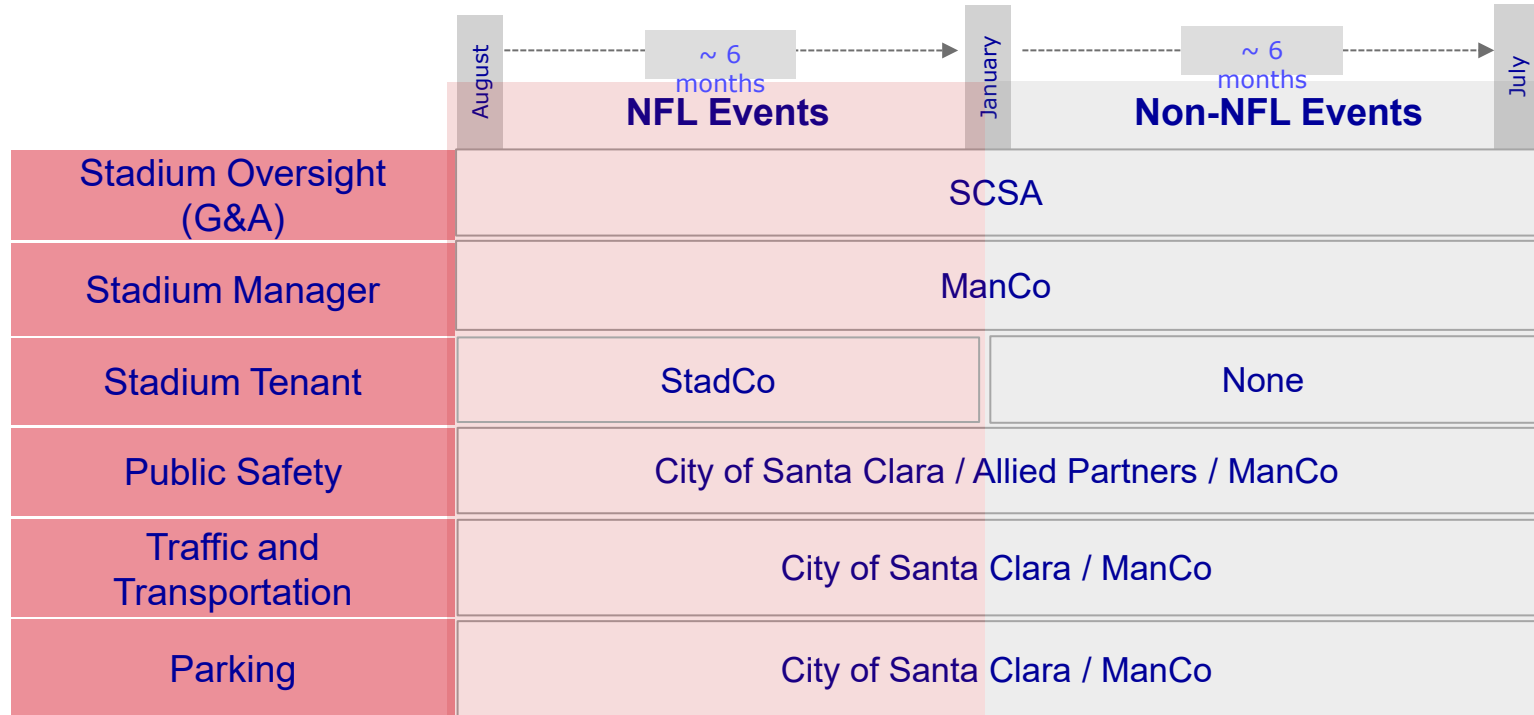 August
~ 6
months
January
~ 6
months
July
NFL Events
Non-NFL Events
Stadium Oversight
(G&A)
SCSA
Stadium Manager
ManCo
Stadium Tenant
StadCo
None
Public Safety
City of Santa Clara / Allied Partners / ManCo
Traffic and
Transportation
City of Santa Clara / ManCo
Parking
City of Santa Clara / ManCo